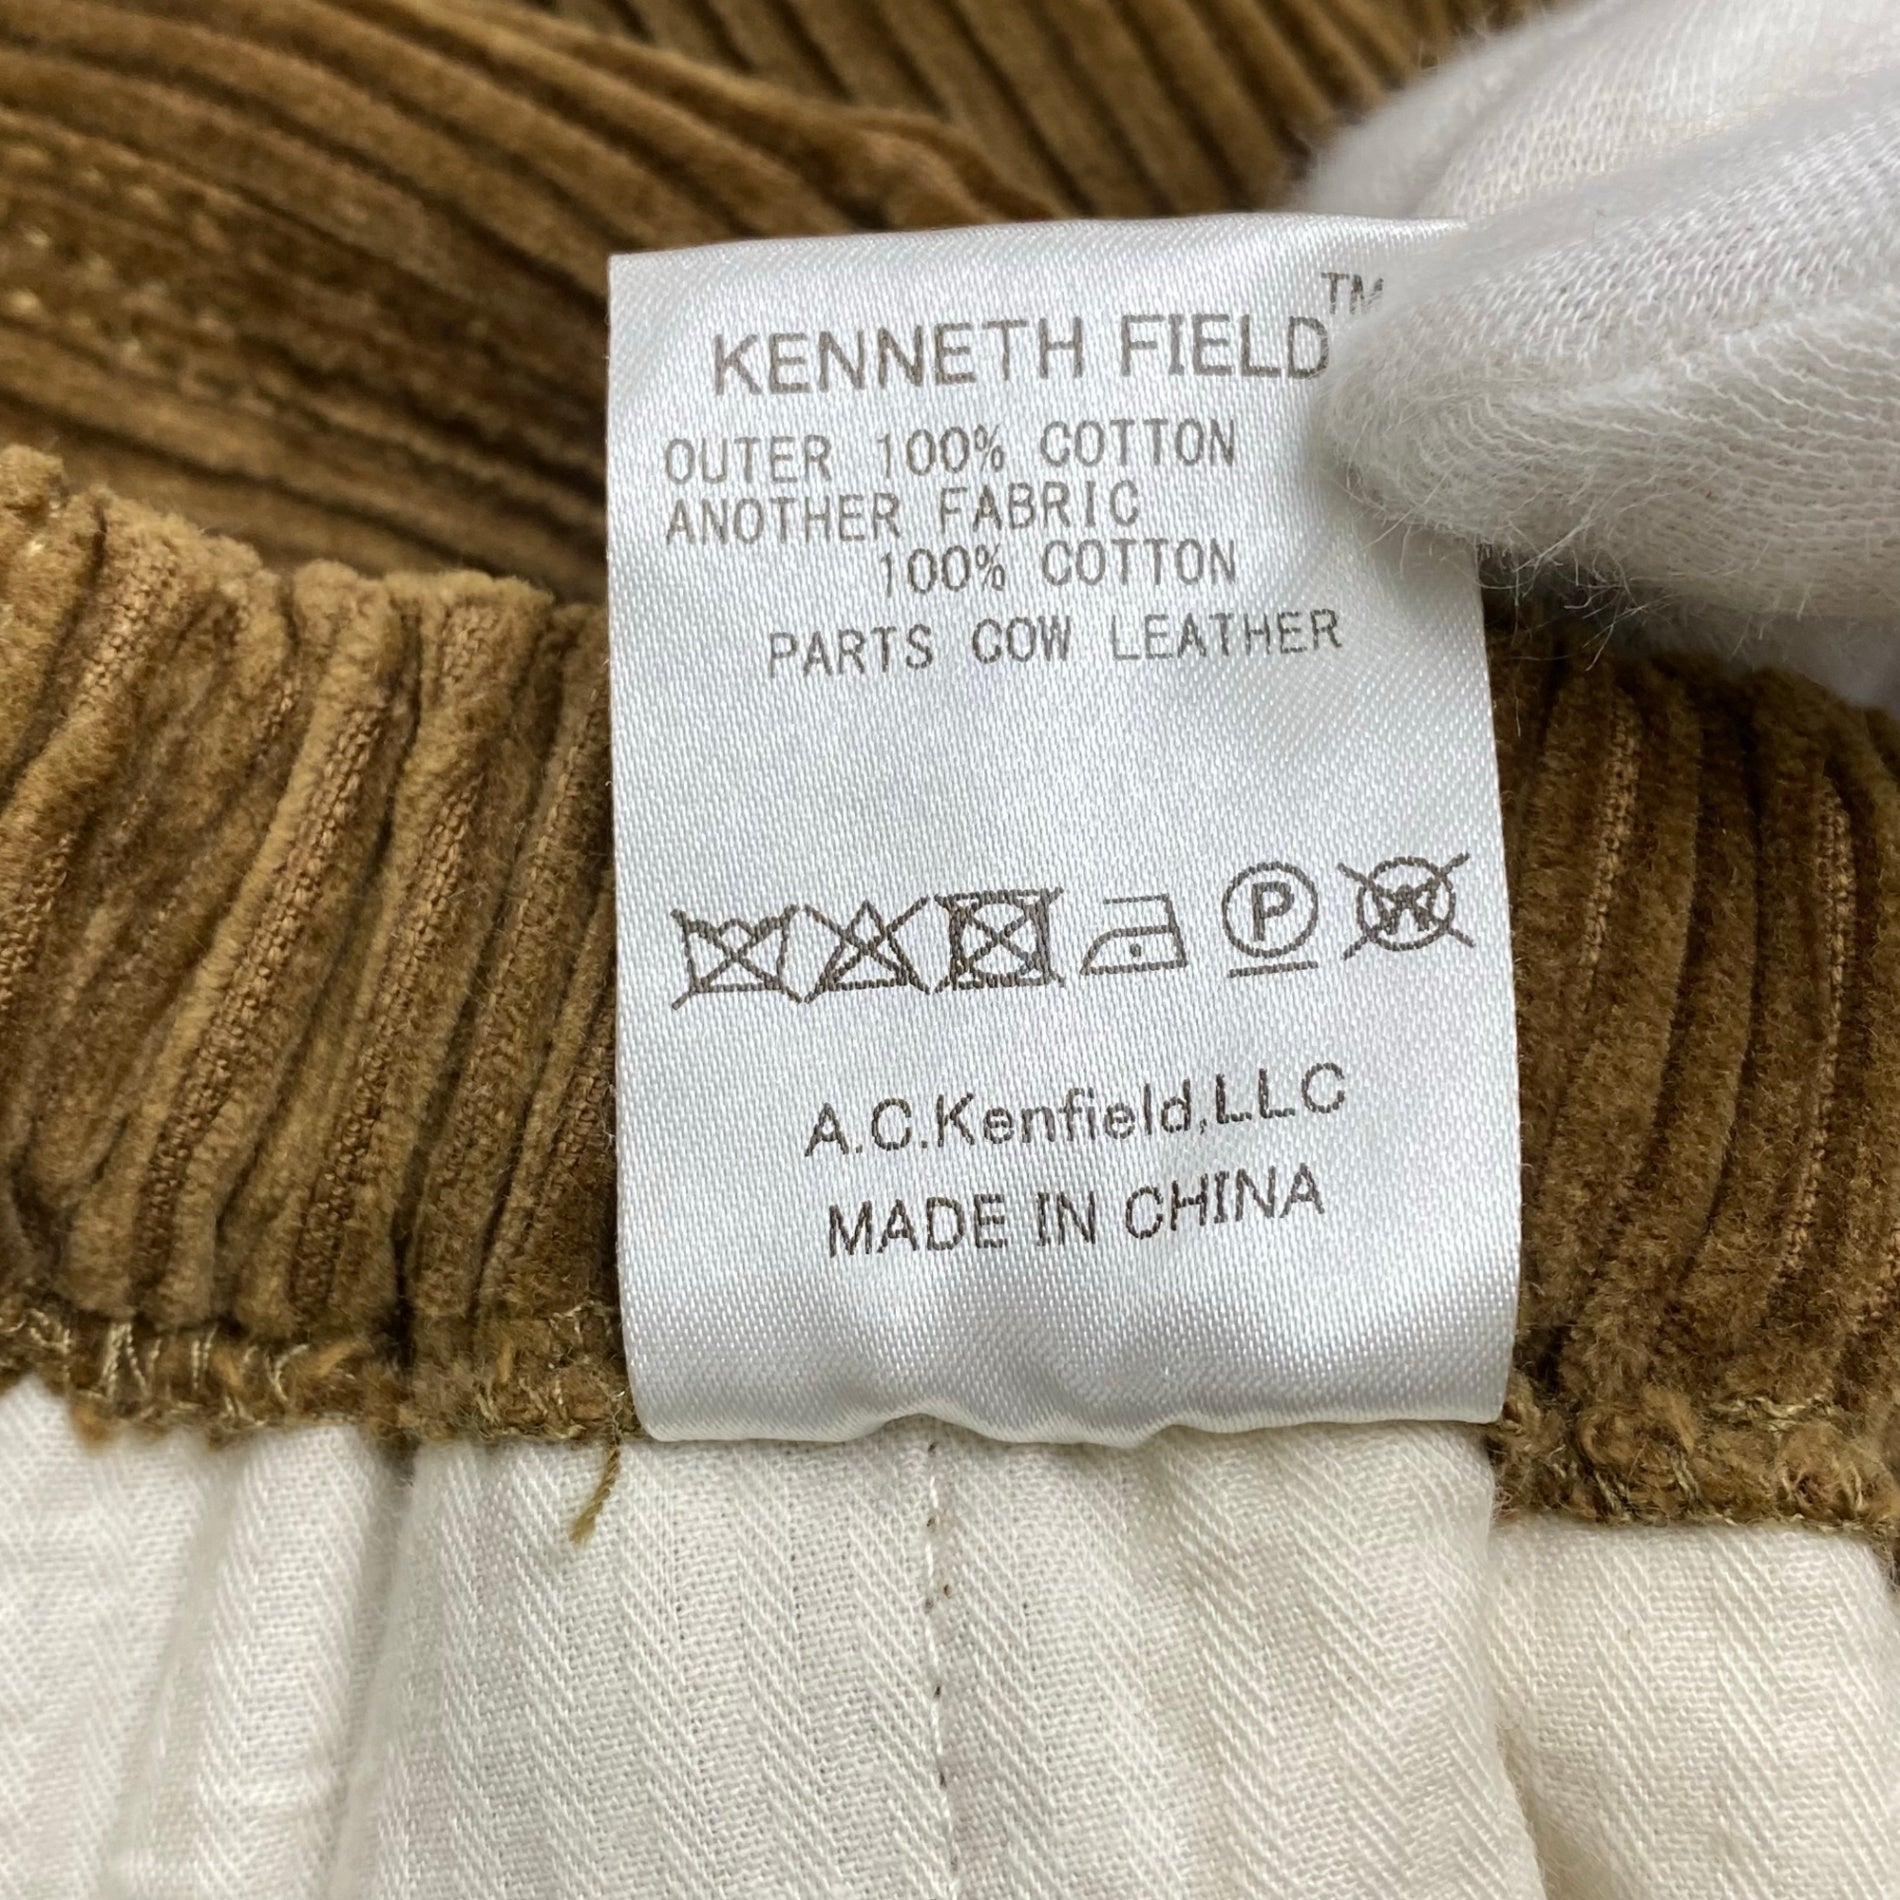 KENNETH FIELD™
OUTER 100% COTTON
ANOTHER FABRIC
100% COTTON
PARTS COW LEATHER
P W
A.C.Kenfield,LLC
MADE IN CHINA